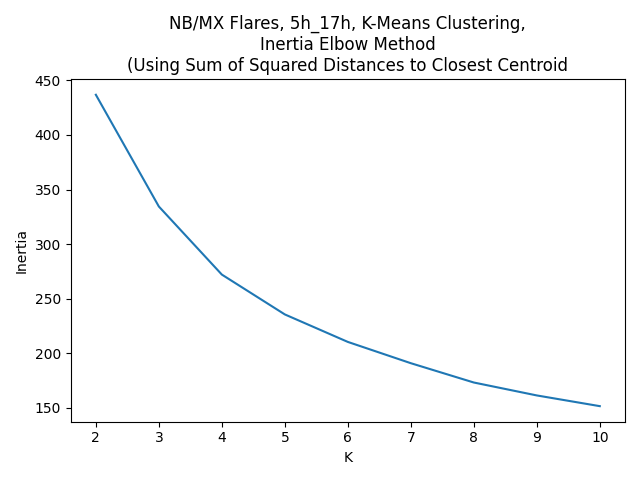 NB/MX Flares, 5h_17h, K-Means Clustering,
Inertia Elbow Method
(Using Sum of Squared Distances to Closest Centroid
450
400
350
300
250
200
150
Inertia
2 3 4 5 6 7 8 9 10
K